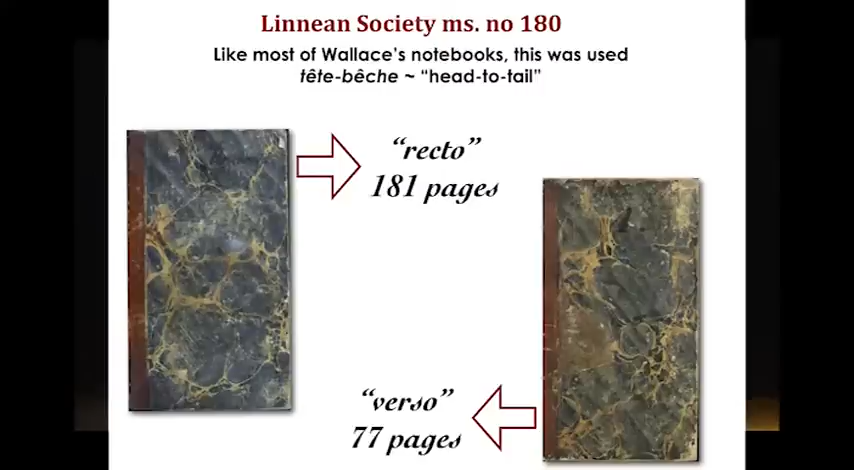 Linnean Society ms. no 180
Like most of Wallace's notebooks, this was used
tête-bêche ~ “head-to-tail”
“recto”
181 pages
“verso”
77 pages